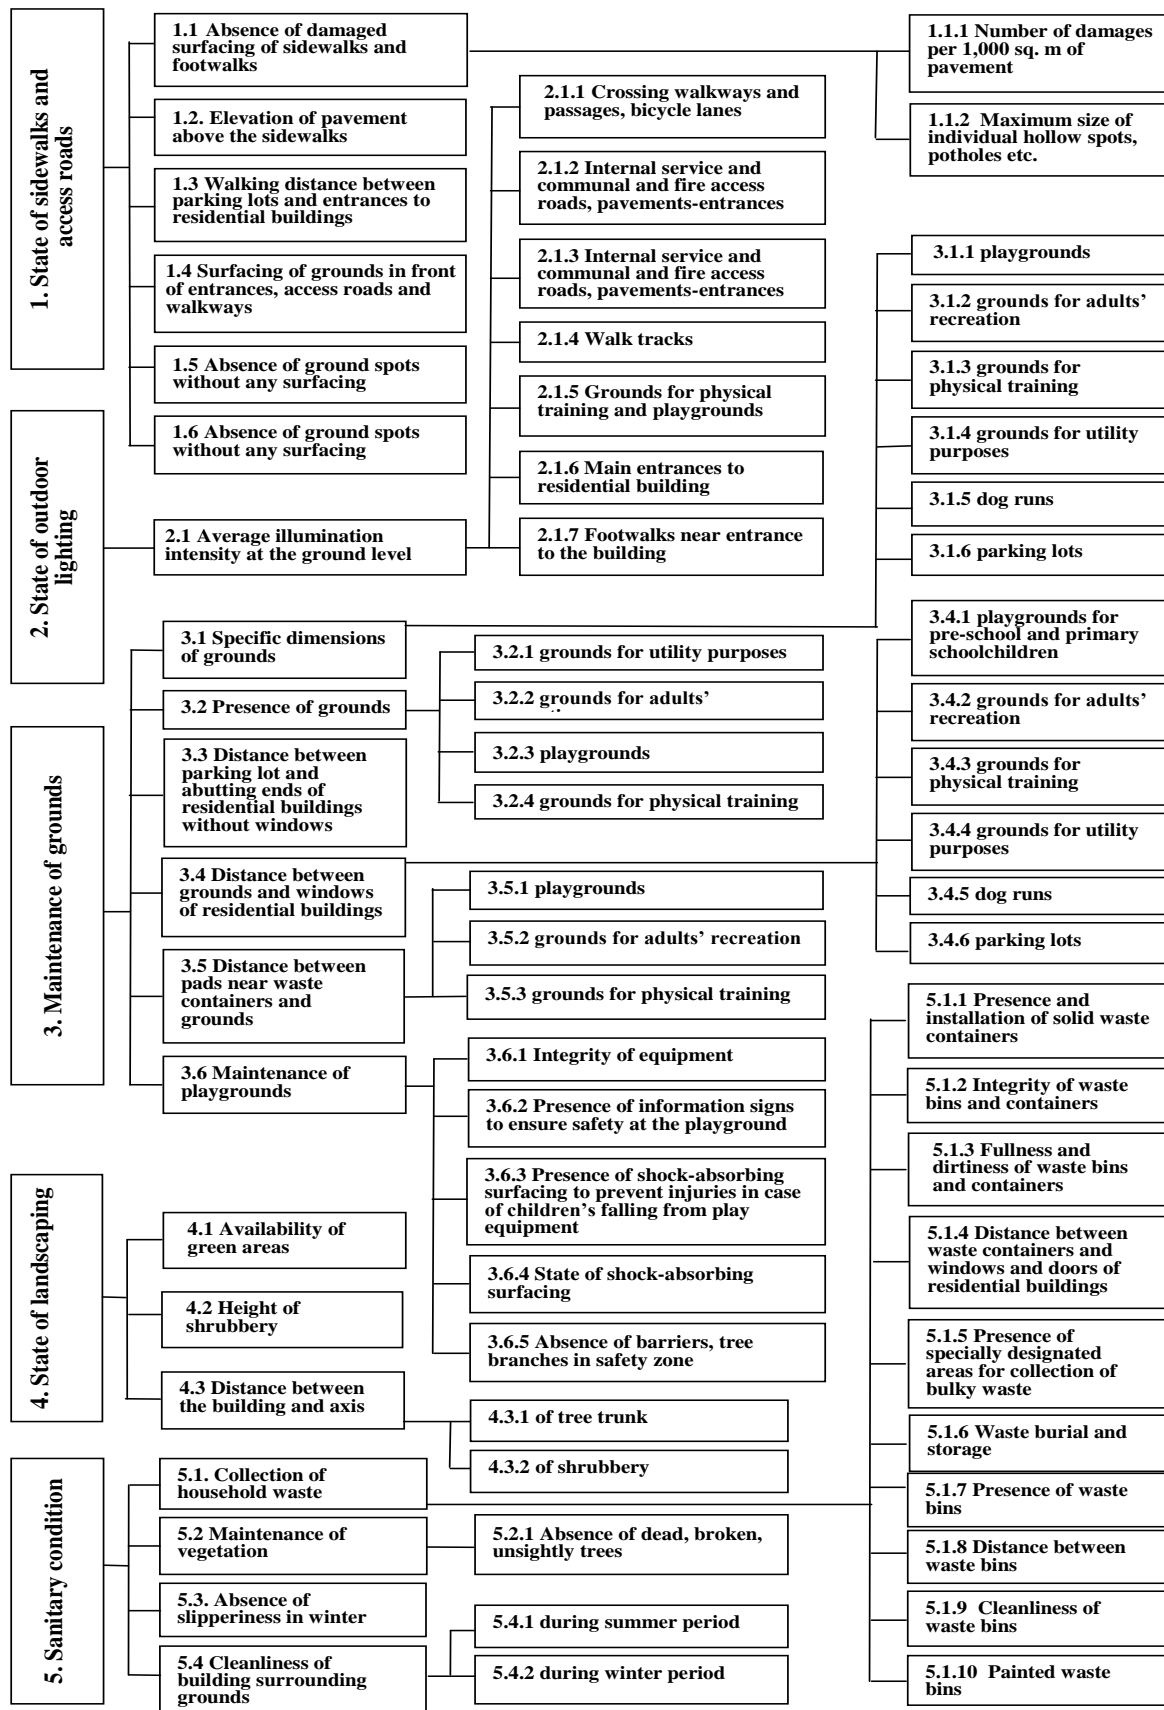 1. State of sidewalks and
access roads
1.1 Absence of damaged
surfacing of sidewalks and
footwalks
1.2. Elevation of pavement
above the sidewalks
1.3 Walking distance between
parking lots and entrances to
residential buildings
1.4 Surfacing of grounds in front
of entrances, access roads and
walkways
1.5 Absence of ground spots
without any surfacing
1.6 Absence of ground spots
without any surfacing
1.1.1 Number of damages
per 1,000 sq. m of
pavement
1.1.2 Maximum size of
individual hollow spots,
potholes etc.
2. State of outdoor
lighting
2.1 Average illumination
intensity at the ground level
2.1.1 Crossing walkways and
passages, bicycle lanes
2.1.2 Internal service and
communal and fire access
roads, pavements-entrances
2.1.3 Internal service and
communal and fire access
roads, pavements-entrances
2.1.4 Walk tracks
2.1.5 Grounds for physical
training and playgrounds
2.1.6 Main entrances to
residential building
2.1.7 Footwalks near entrance
to the building
3. Maintenance of grounds
3.1 Specific dimensions
of grounds
3.2 Presence of grounds
3.3 Distance between
parking lot and
abutting ends of
residential buildings
without windows
3.4 Distance between
grounds and windows
of residential buildings
3.5 Distance between
pads near waste
containers and
grounds
3.6 Maintenance of
playgrounds
3.1.1 playgrounds
3.1.2 grounds for adults’
recreation
3.1.3 grounds for
physical training
3.1.4 grounds for utility
purposes
3.1.5 dog runs
3.1.6 parking lots
3.2.1 grounds for utility purposes
3.2.2 grounds for adults’
3.2.3 playgrounds
3.2.4 grounds for physical training
3.4.1 playgrounds for
pre-school and primary
schoolchildren
3.4.2 grounds for adults’
recreation
3.4.3 grounds for
physical training
3.4.4 grounds for utility
purposes
3.4.5 dog runs
3.4.6 parking lots
3.5.1 playgrounds
3.5.2 grounds for adults’ recreation
3.5.3 grounds for physical training
3.6.1 Integrity of equipment
3.6.2 Presence of information signs
to ensure safety at the playground
3.6.3 Presence of shock-absorbing
surfacing to prevent injuries in case
of children’s falling from play
equipment
3.6.4 State of shock-absorbing
surfacing
3.6.5 Absence of barriers, tree
branches in safety zone
4. State of landscaping
4.1 Availability of
green areas
4.2 Height of
shrubbery
4.3 Distance between
the building and axis
4.3.1 of tree trunk
4.3.2 of shrubbery
5. Sanitary condition
5.1. Collection of
household waste
5.2 Maintenance of
vegetation
5.3. Absence of
slipperiness in winter
5.4 Cleanliness of
building surrounding
grounds
5.1.1 Presence and
installation of solid waste
containers
5.1.2 Integrity of waste
bins and containers
5.1.3 Fullness and
dirtiness of waste bins
and containers
5.1.4 Distance between
waste containers and
windows and doors of
residential buildings
5.1.5 Presence of
specially designated
areas for collection of
bulky waste
5.1.6 Waste burial and
storage
5.1.7 Presence of waste
bins
5.1.8 Distance between
waste bins
5.1.9 Cleanliness of
waste bins
5.1.10 Painted waste
bins
5.2.1 Absence of dead, broken,
unsightly trees
5.4.1 during summer period
5.4.2 during winter period